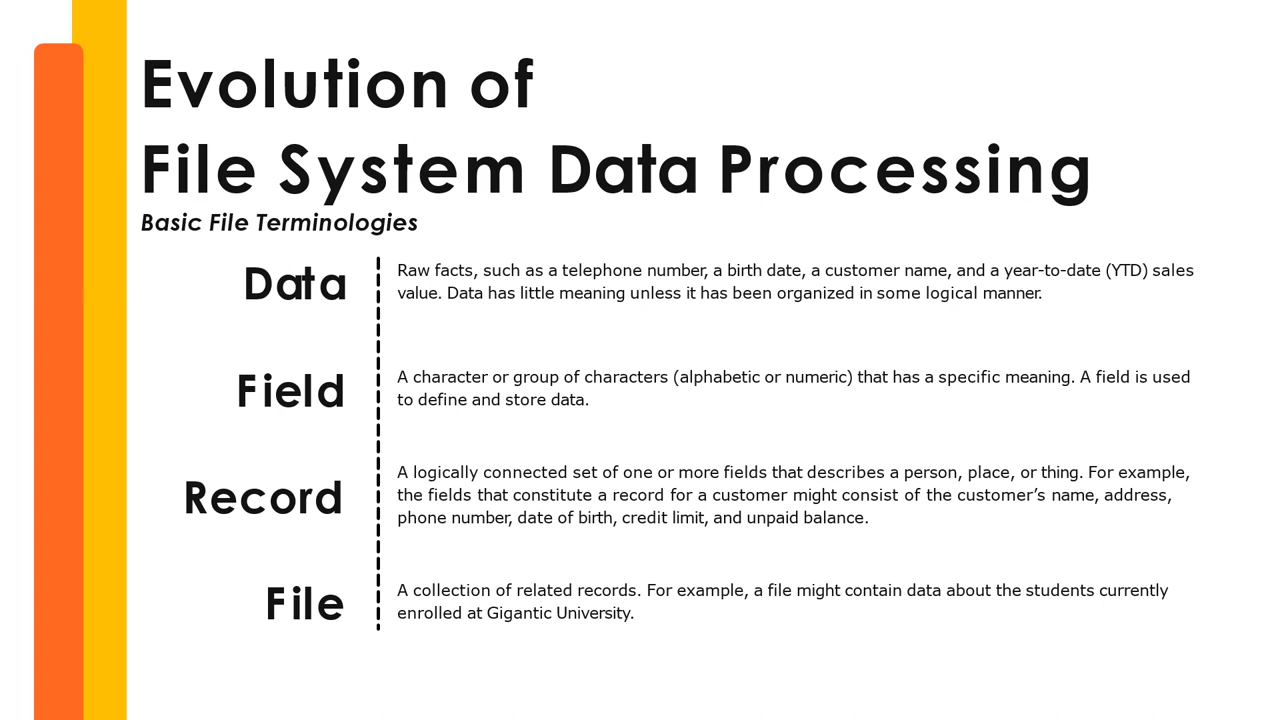 Evolution of
File System Data Processing
Basic File Terminologies
Data
Raw facts, such as a telephone number, a birth date, a customer name, and a year-to-date (YTD) sales
value. Data has little meaning unless it has been organized in some logical manner.
Field
A character or group of characters (alphabetic or numeric) that has a specific meaning. A field is used
to define and store data.
Record
A logically connected set of one or more fields that describes a person, place, or thing. For example,
the fields that constitute a record for a customer might consist of the customer’s name, address,
phone number, date of birth, credit limit, and unpaid balance.
File
A collection of related records. For example, a file might contain data about the students currently
enrolled at Gigantic University.